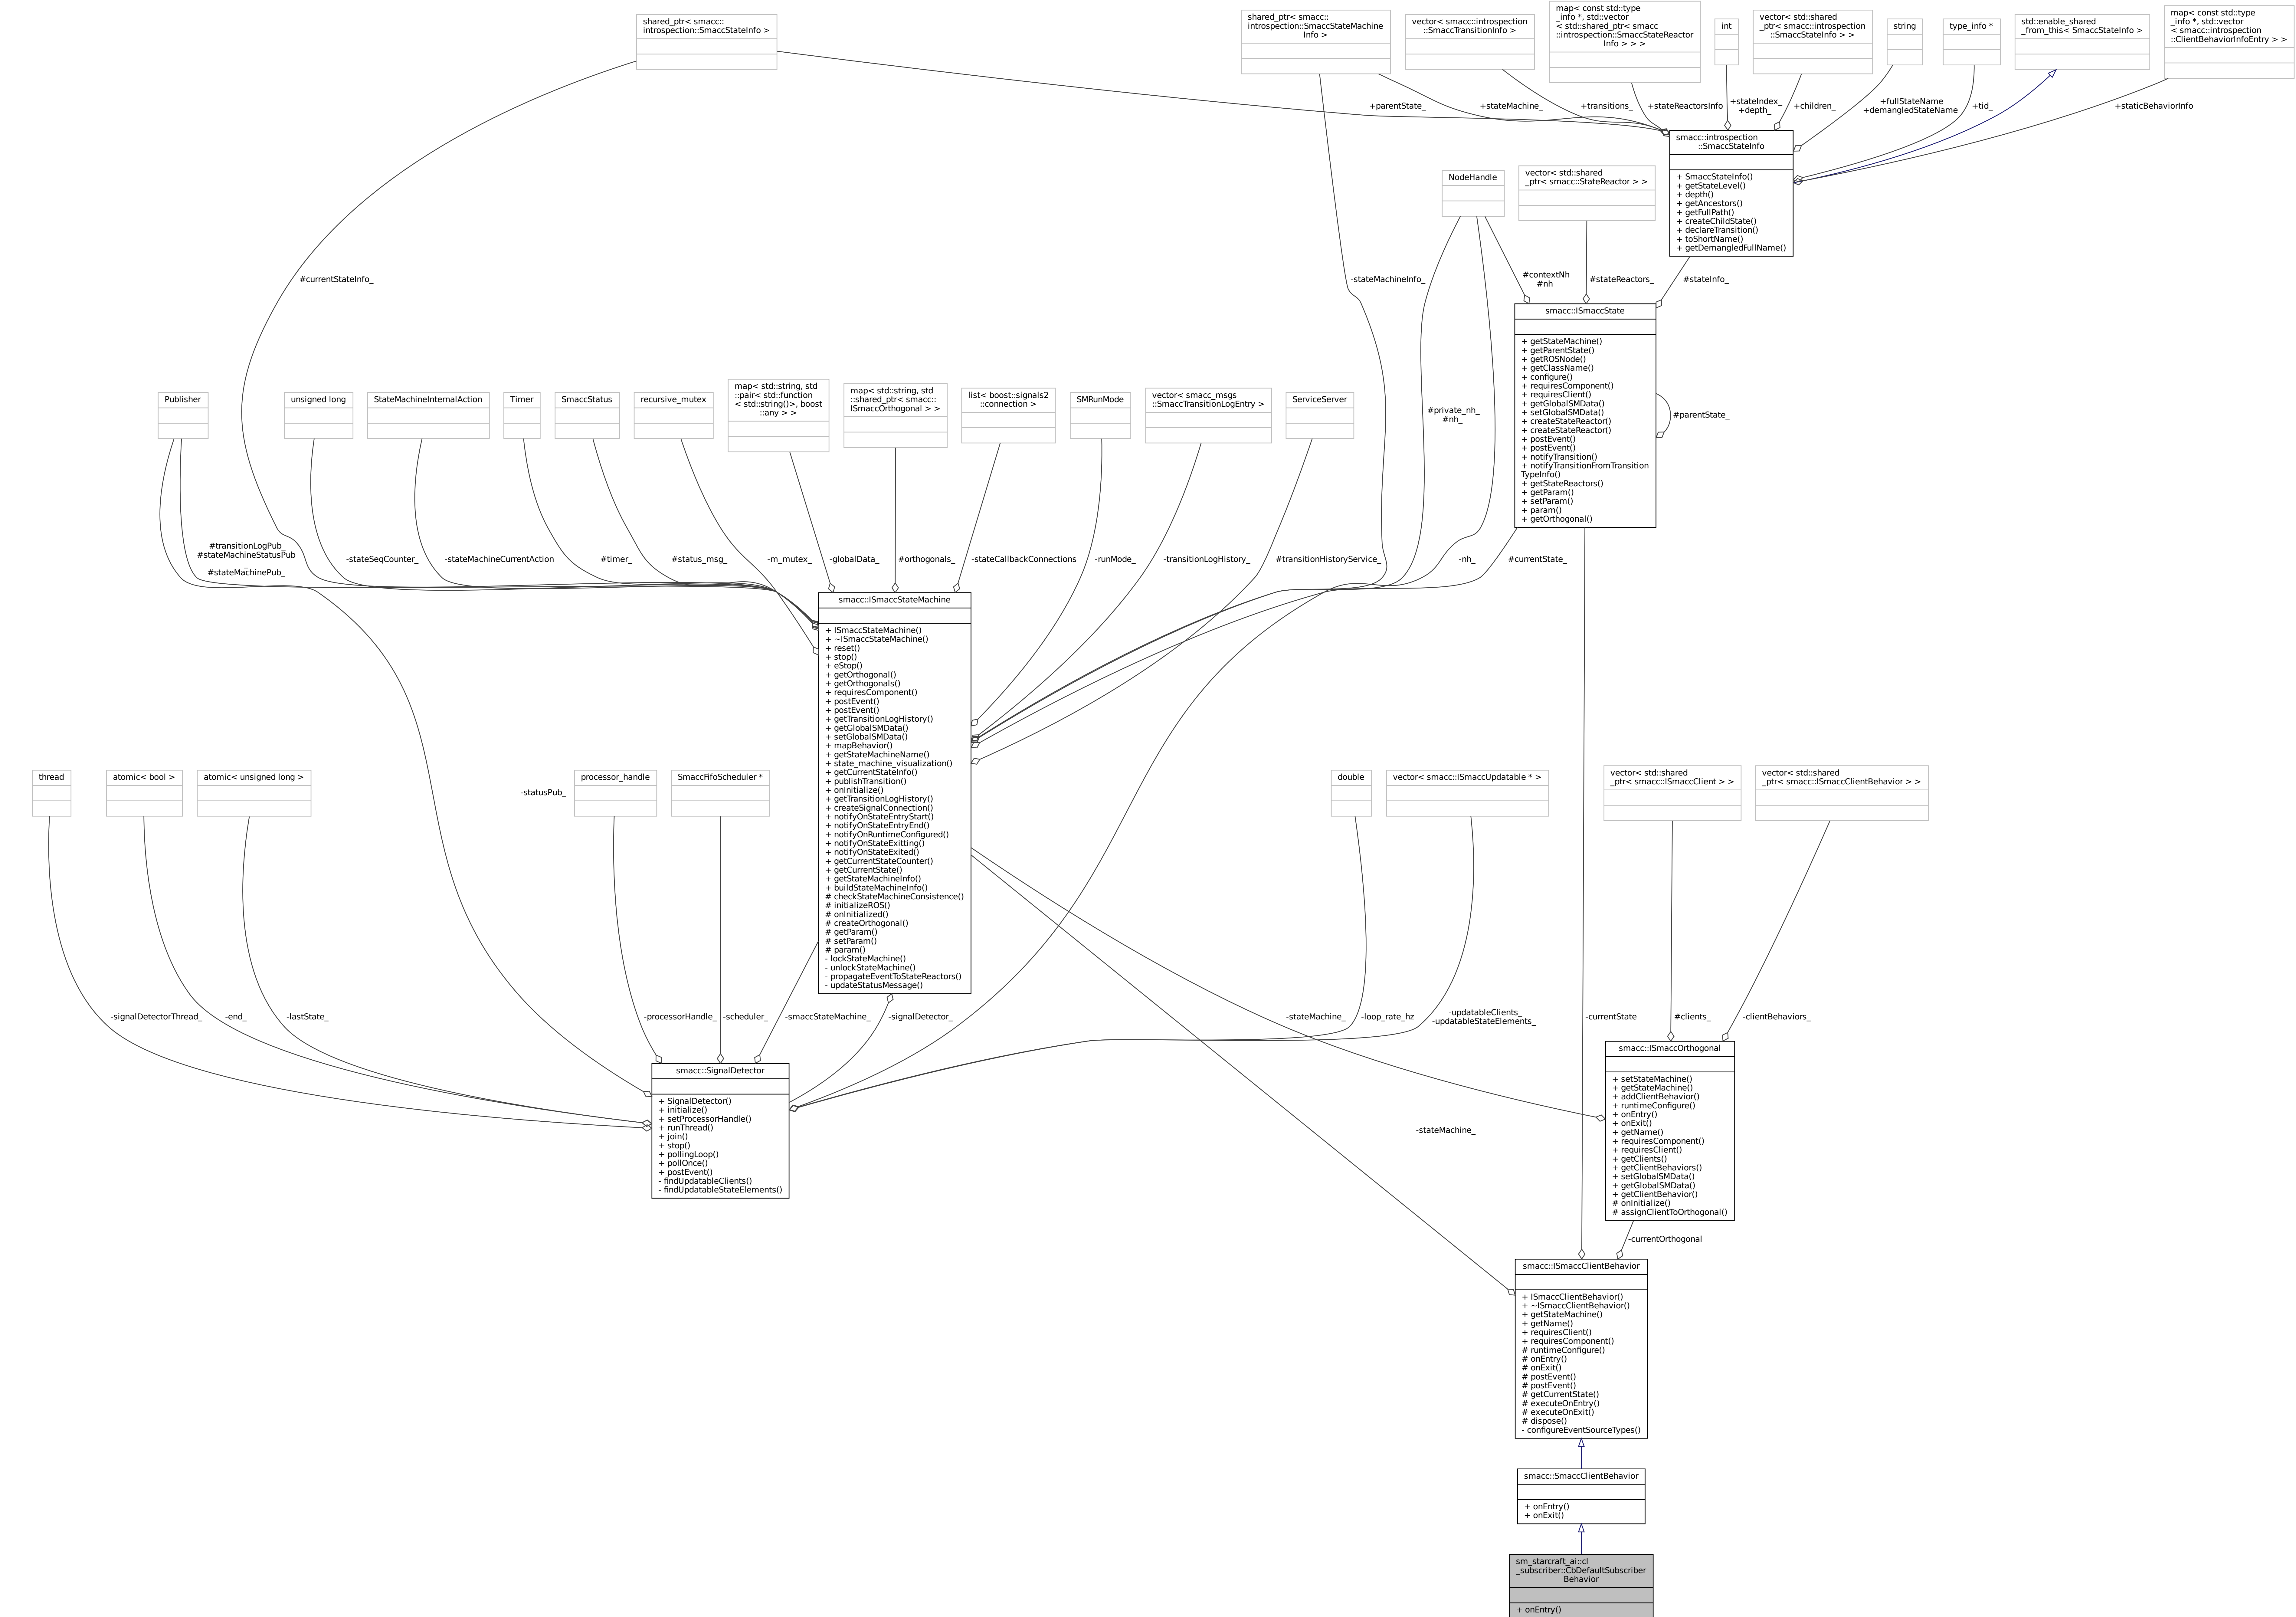 shared_ptr< smacc::
introspection::SmaccStateInfo >
shared_ptr< smacc::
introspection::SmaccStateMachine
Info >
vector< smacc::introspection
::SmaccTransitionInfo >
map< const std::type
_info *, std::vector
< std::shared_ptr< smacc
::introspection::SmaccStateReactor
Info > > >
int
vector< std::shared
_ptr< smacc::introspection
::SmaccStateInfo > >
string
type_info *
std::enable_shared
_from_this< SmaccStateInfo >
map< const std::type
_info *, std::vector
< smacc::introspection
::ClientBehaviorInfoEntry > >
+parentState_
+stateMachine_
+transitions_
+stateReactorsInfo
+stateIndex_
+depth_
+children_
+fullStateName
+demangledStateName
+tid_
+staticBehaviorInfo
smacc::introspection
::SmaccStateInfo
+ SmaccStateInfo()
+ getStateLevel()
+ depth()
+ getAncestors()
+ getFullPath()
+ createChildState()
+ declareTransition()
+ toShortName()
+ getDemangledFullName()
NodeHandle
vector< std::shared
_ptr< smacc::StateReactor > >
#currentStateInfo_
-stateMachineInfo_
#contextNh
#nh
#stateReactors_
#stateInfo_
smacc::ISmaccState
+ getStateMachine()
+ getParentState()
+ getROSNode()
+ getClassName()
+ configure()
+ requiresComponent()
+ requiresClient()
+ getGlobalSMData()
+ setGlobalSMData()
+ createStateReactor()
+ createStateReactor()
+ postEvent()
+ postEvent()
+ notifyTransition()
+ notifyTransitionFromTransition
TypeInfo()
+ getStateReactors()
+ getParam()
+ setParam()
+ param()
+ getOrthogonal()
#parentState_
Publisher
unsigned long
StateMachineInternalAction
Timer
SmaccStatus
recursive_mutex
map< std::string, std
::pair< std::function
< std::string()>, boost
::any > >
map< std::string, std
::shared_ptr< smacc::
ISmaccOrthogonal > >
list< boost::signals2
::connection >
SMRunMode
vector< smacc_msgs
::SmaccTransitionLogEntry >
ServiceServer
#private_nh_
#nh_
#transitionLogPub_
#stateMachineStatusPub
_
#stateMachinePub_
-stateSeqCounter_
-stateMachineCurrentAction
#timer_
#status_msg_
-m_mutex_
-globalData_
#orthogonals_
-stateCallbackConnections
-runMode_
-transitionLogHistory_
#transitionHistoryService_
-nh_
#currentState_
smacc::ISmaccStateMachine
+ ISmaccStateMachine()
+ ~ISmaccStateMachine()
+ reset()
+ stop()
+ eStop()
+ getOrthogonal()
+ getOrthogonals()
+ requiresComponent()
+ postEvent()
+ postEvent()
+ getTransitionLogHistory()
+ getGlobalSMData()
+ setGlobalSMData()
+ mapBehavior()
+ getStateMachineName()
+ state_machine_visualization()
+ getCurrentStateInfo()
+ publishTransition()
+ onInitialize()
+ getTransitionLogHistory()
+ createSignalConnection()
+ notifyOnStateEntryStart()
+ notifyOnStateEntryEnd()
+ notifyOnRuntimeConfigured()
+ notifyOnStateExitting()
+ notifyOnStateExited()
+ getCurrentStateCounter()
+ getCurrentState()
+ getStateMachineInfo()
+ buildStateMachineInfo()
# checkStateMachineConsistence()
# initializeROS()
# onInitialized()
# createOrthogonal()
# getParam()
# setParam()
# param()
- lockStateMachine()
- unlockStateMachine()
- propagateEventToStateReactors()
- updateStatusMessage()
thread
atomic< bool >
atomic< unsigned long >
-statusPub_
processor_handle
SmaccFifoScheduler *
double
vector< smacc::ISmaccUpdatable * >
vector< std::shared
_ptr< smacc::ISmaccClient > >
vector< std::shared
_ptr< smacc::ISmaccClientBehavior > >
-signalDetectorThread_
-end_
-lastState_
-processorHandle_
-scheduler_
-smaccStateMachine_
-signalDetector_
-stateMachine_
-loop_rate_hz
-updatableClients_
-updatableStateElements_
-currentState
#clients_
-clientBehaviors_
smacc::SignalDetector
+ SignalDetector()
+ initialize()
+ setProcessorHandle()
+ runThread()
+ join()
+ stop()
+ pollingLoop()
+ pollOnce()
+ postEvent()
- findUpdatableClients()
- findUpdatableStateElements()
smacc::ISmaccOrthogonal
+ setStateMachine()
+ getStateMachine()
+ addClientBehavior()
+ runtimeConfigure()
+ onEntry()
+ onExit()
+ getName()
+ requiresComponent()
+ requiresClient()
+ getClients()
+ getClientBehaviors()
+ setGlobalSMData()
+ getGlobalSMData()
+ getClientBehavior()
# onInitialize()
# assignClientToOrthogonal()
-stateMachine_
-currentOrthogonal
smacc::ISmaccClientBehavior
+ ISmaccClientBehavior()
+ ~ISmaccClientBehavior()
+ getStateMachine()
+ getName()
+ requiresClient()
+ requiresComponent()
# runtimeConfigure()
# onEntry()
# onExit()
# postEvent()
# postEvent()
# getCurrentState()
# executeOnEntry()
# executeOnExit()
# dispose()
- configureEventSourceTypes()
smacc::SmaccClientBehavior
+ onEntry()
+ onExit()
sm_starcraft_ai::cl
_subscriber::CbDefaultSubscriber
Behavior
+ onEntry()